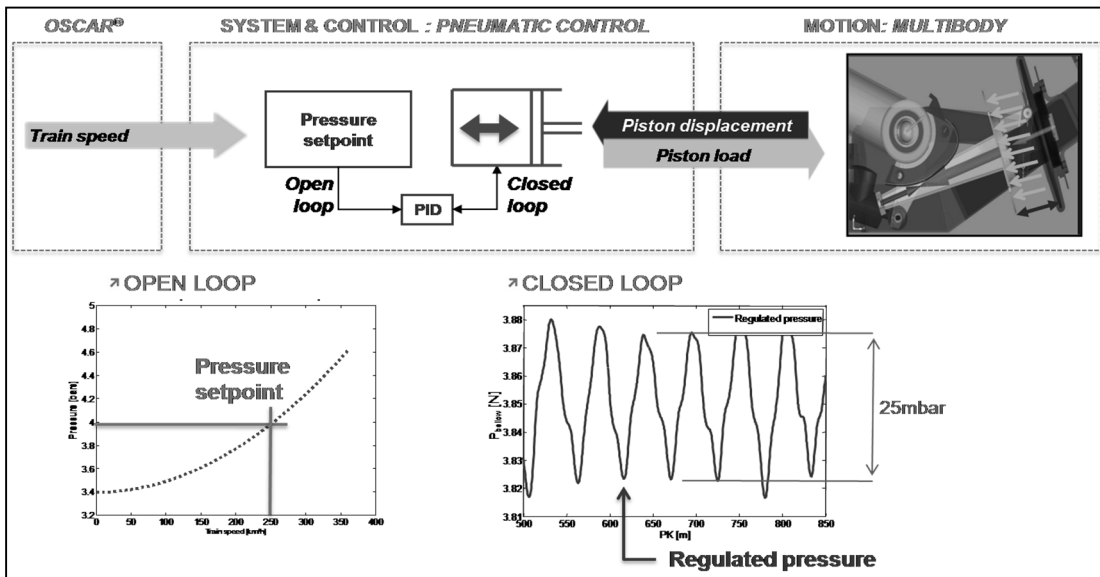 OSCAR®
SYSTEM & CONTROL : PNEUMATIC CONTROL
MOTION: MULTIBODY
Train speed
Pressure
setpoint
Open
loop
PID
Closed
loop
Piston displacement
Piston load
↗ OPEN LOOP
5
4.8
4.6
4.4
4.2
4
3.8
3.6
3.4
3.2
Pressure [bars]
Pressure
setpoint
0 50 100 150 200 250 300 350 400
Train speed [km/h]
↗ CLOSED LOOP
3.88
3.87
3.86
3.85
3.84
3.83
3.82
3.81
P bellow [N]
Regulated pressure
25mbar
500 550 600 650 700 750 800 850
PK [m]
Regulated pressure